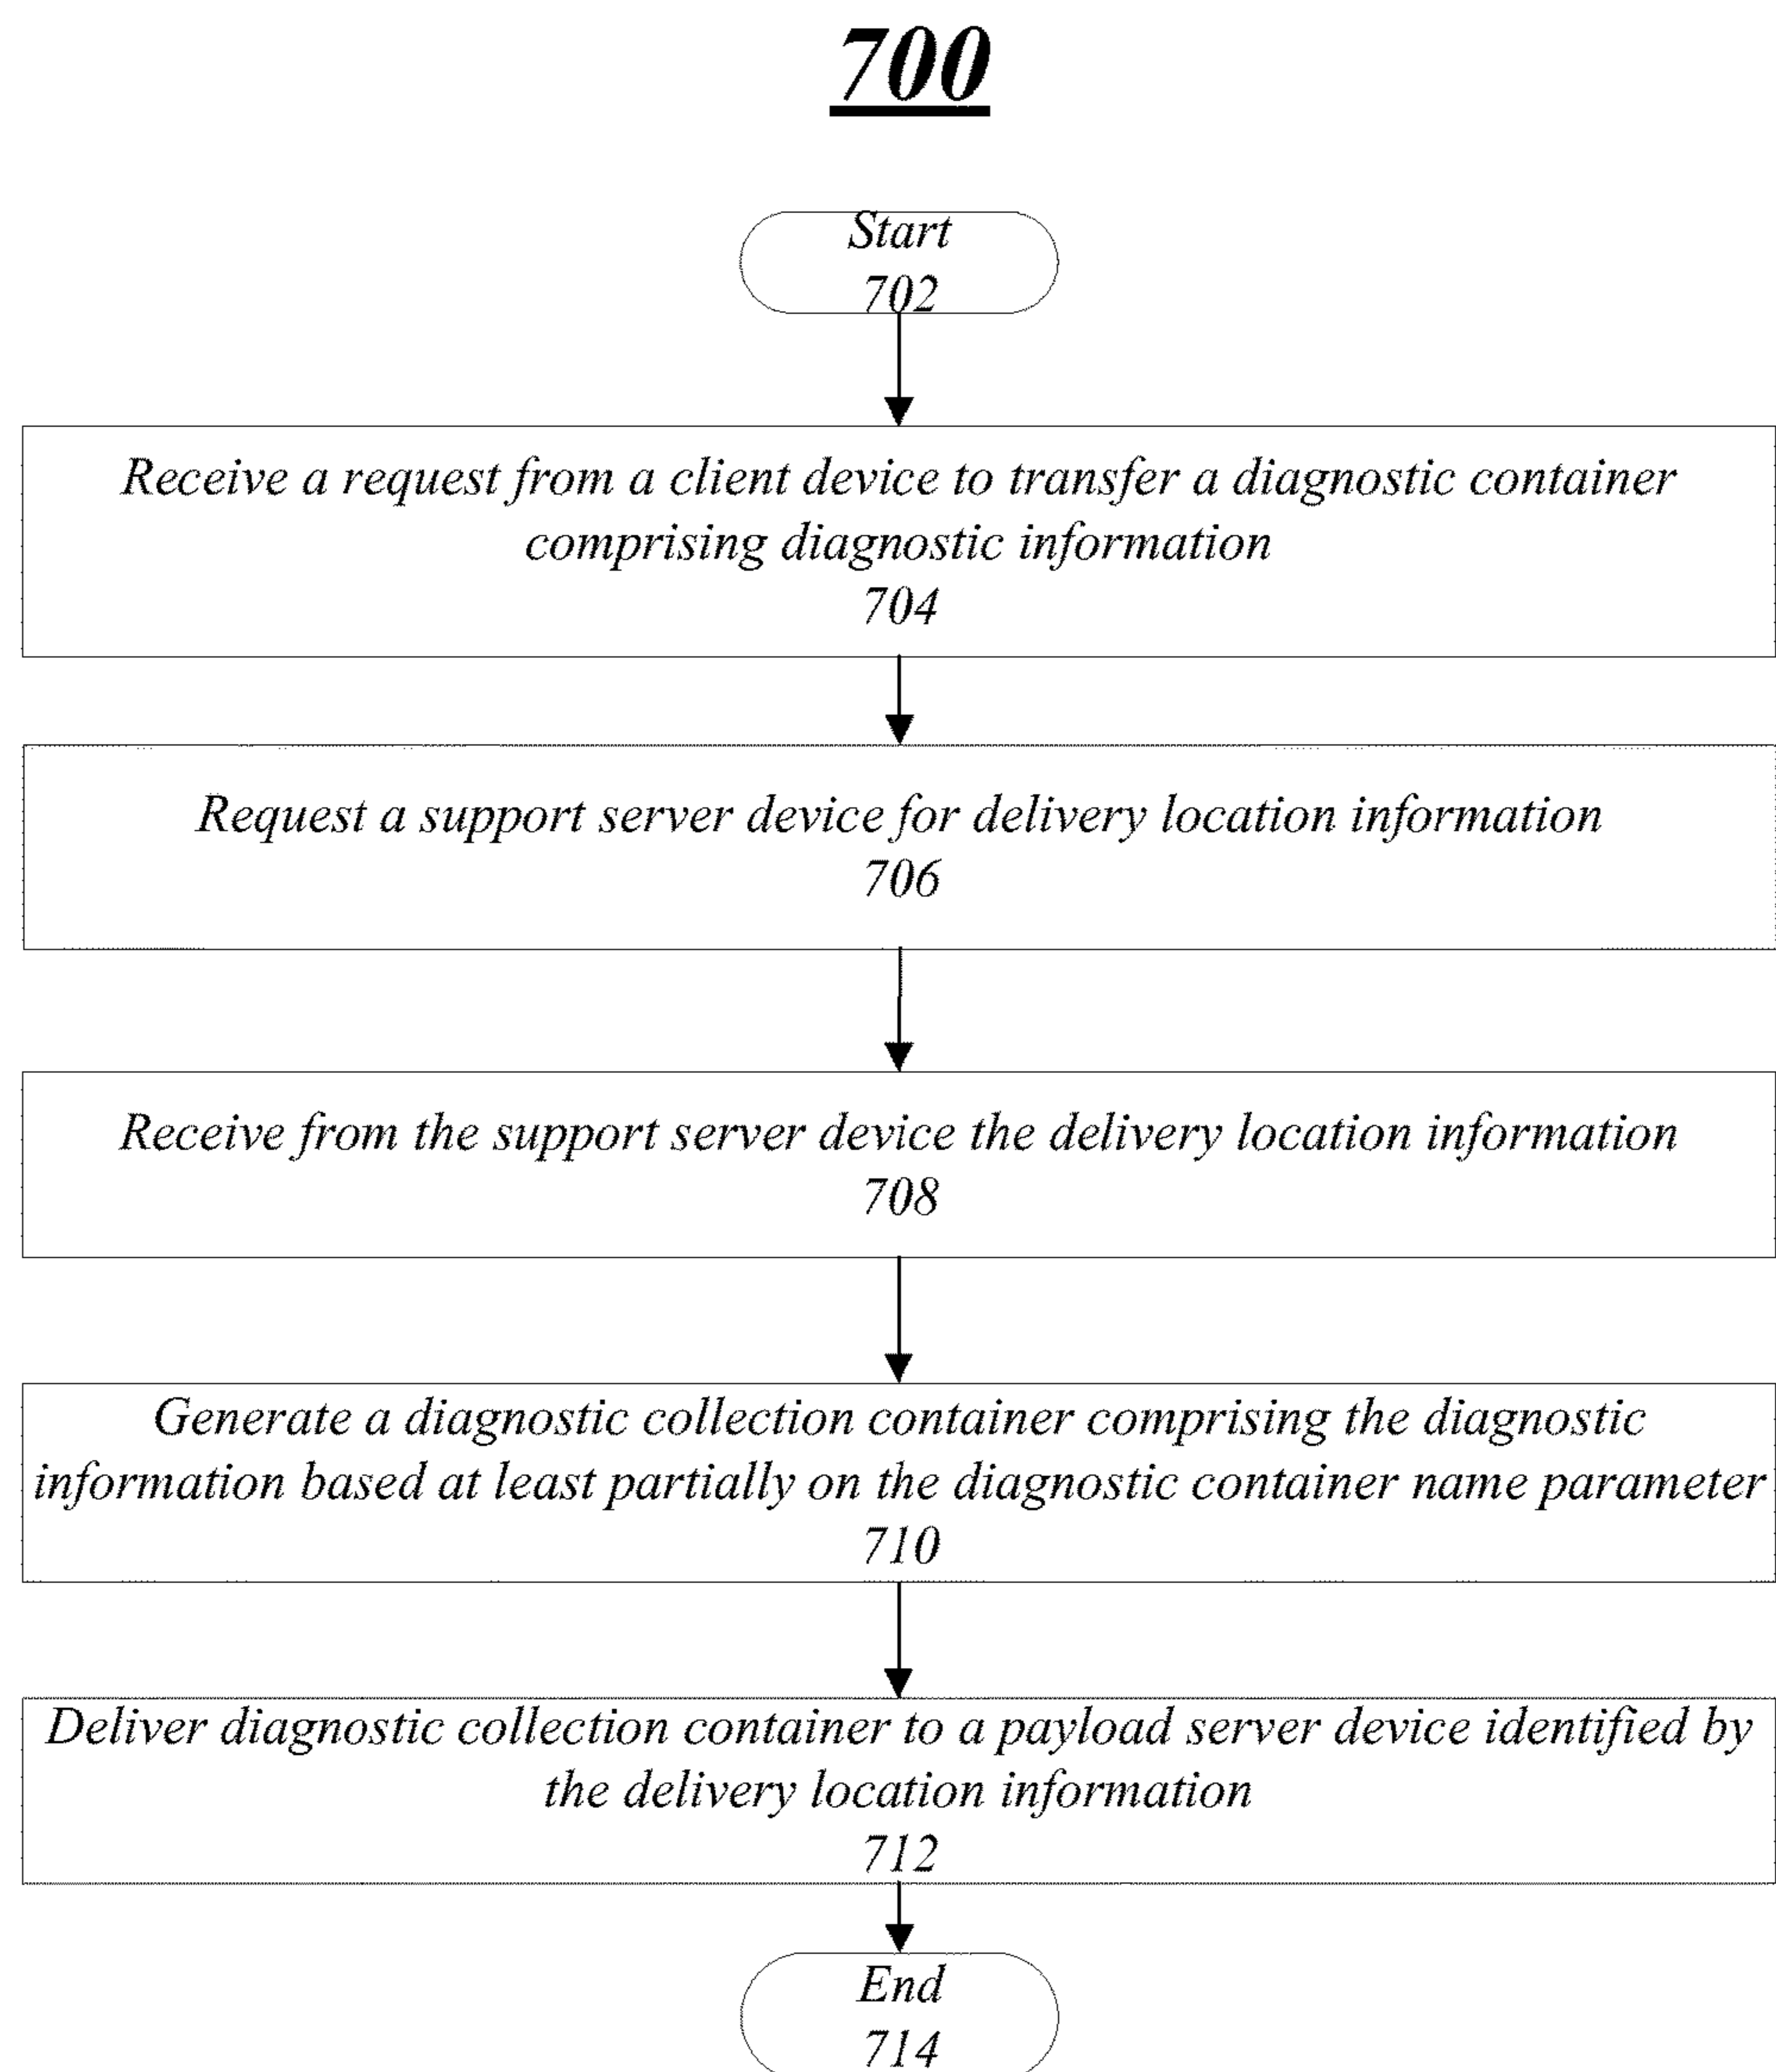 700
Start
702
Receive a request from a client device to transfer a diagnostic container
comprising diagnostic information
704
Request a support server device for delivery location information
706
Receive from the support server device the delivery location information
708
Generate a diagnostic collection container comprising the diagnostic
information based at least partially on the diagnostic container name parameter
710
Deliver diagnostic collection container to a payload server device identified by
the delivery location information
712
End
714